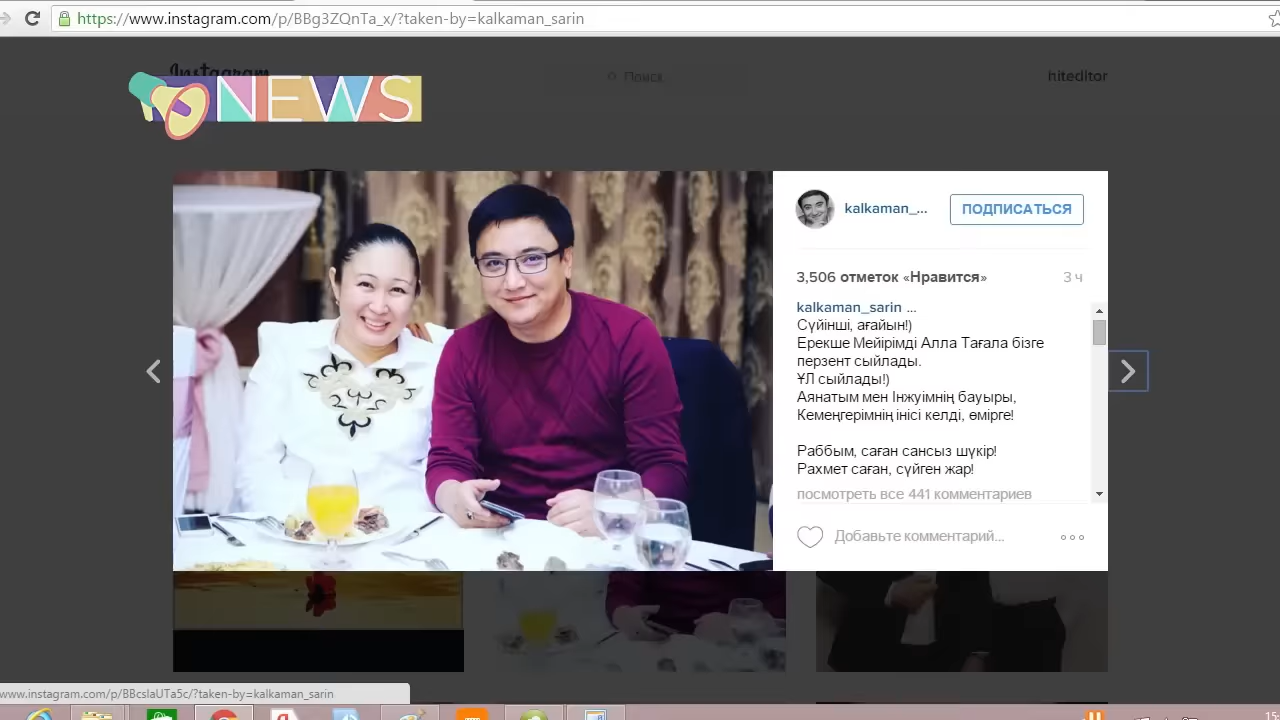 https://www.instagram.com/p/BBg3ZQnTa_x/?taken-by=kalkaman_sarin
Instagram
Поиск
hiteditor
NEWS
kalkaman_...
ПОДПИСАТЬСЯ
3,506 отметок «Нравится»
3 ч
kalkaman_sarin ...
Сүйінші, ағайын!)
Ерекше Мейірімді Алла Тағала бізге
перзент сыйлады.
ҰЛ сыйлады!)
Аянатым мен Інжуімнің бауыры,
Кемеңгерімнің інісі келді, өмірге!
Раббым, саған сансыз шүкір!
Рахмет саған, сүйген жар!
посмотреть все 441 комментариев
Добавьте комментарий...
www.instagram.com/p/BBcslaUTa5c/?taken-by=kalkaman_sarin